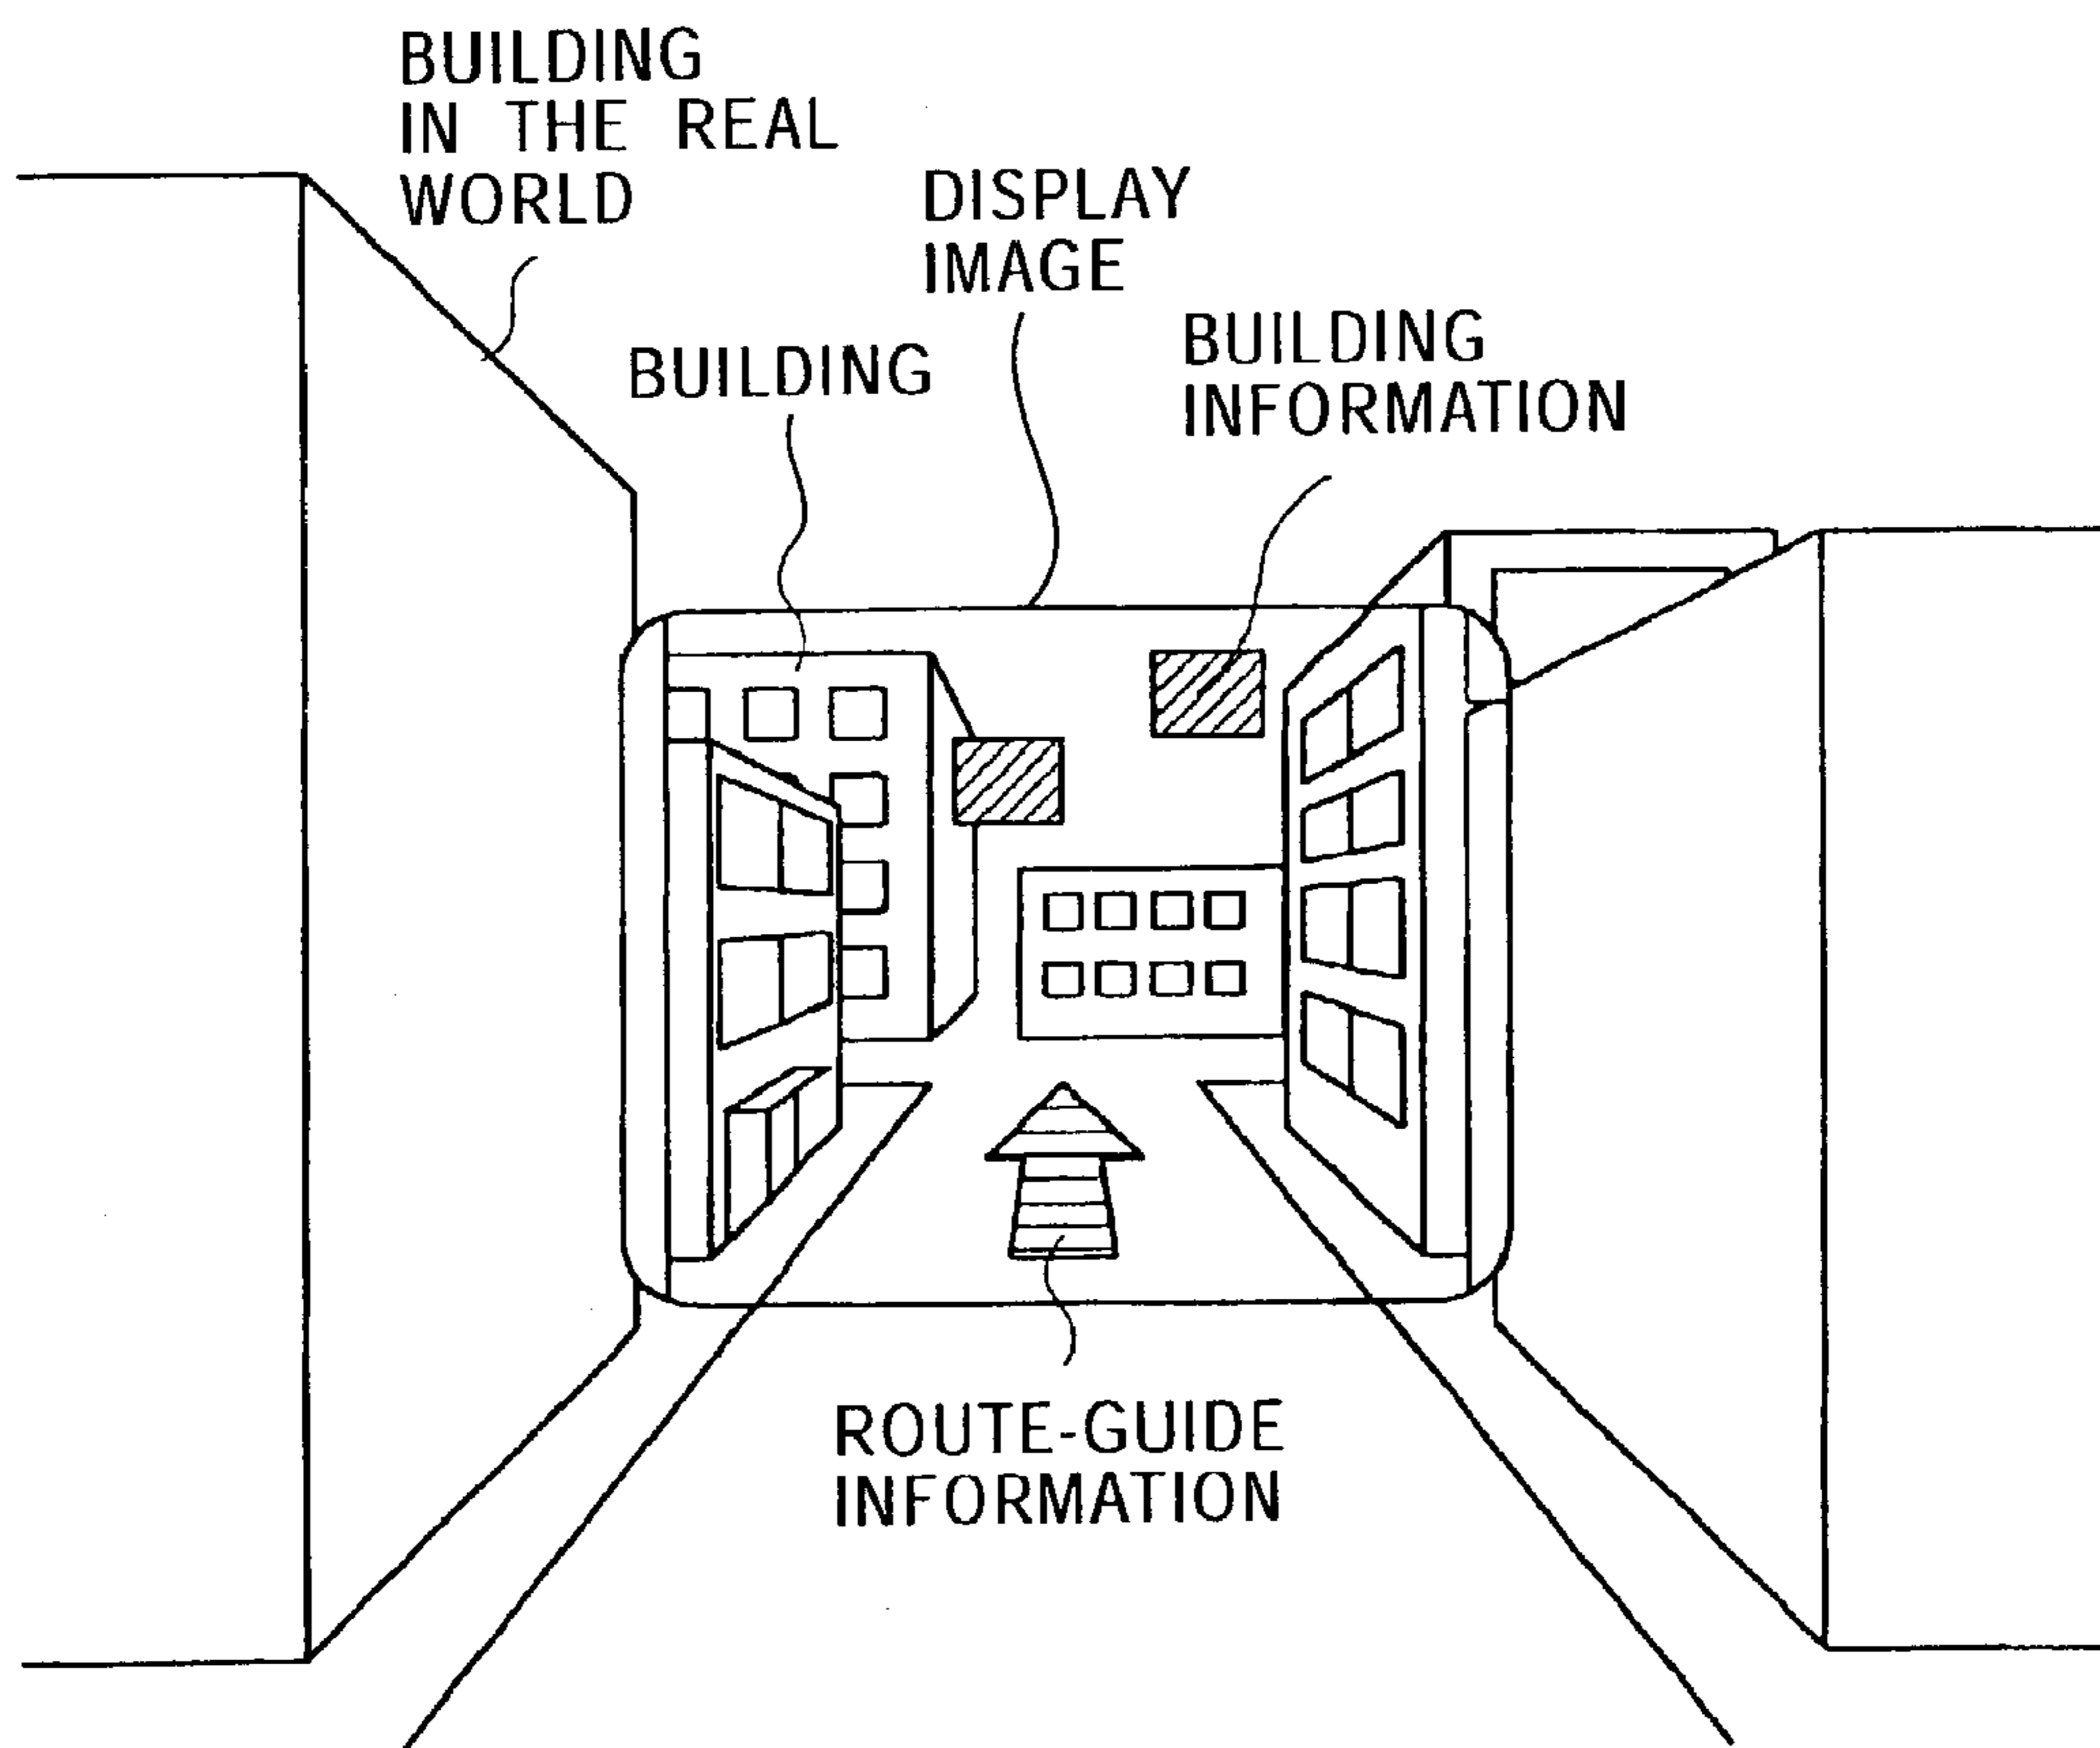 BUILDING
IN THE REAL
WORLD
DISPLAY
IMAGE
BUILDING
INFORMATION
BUILDING
ROUTE-GUIDE
INFORMATION